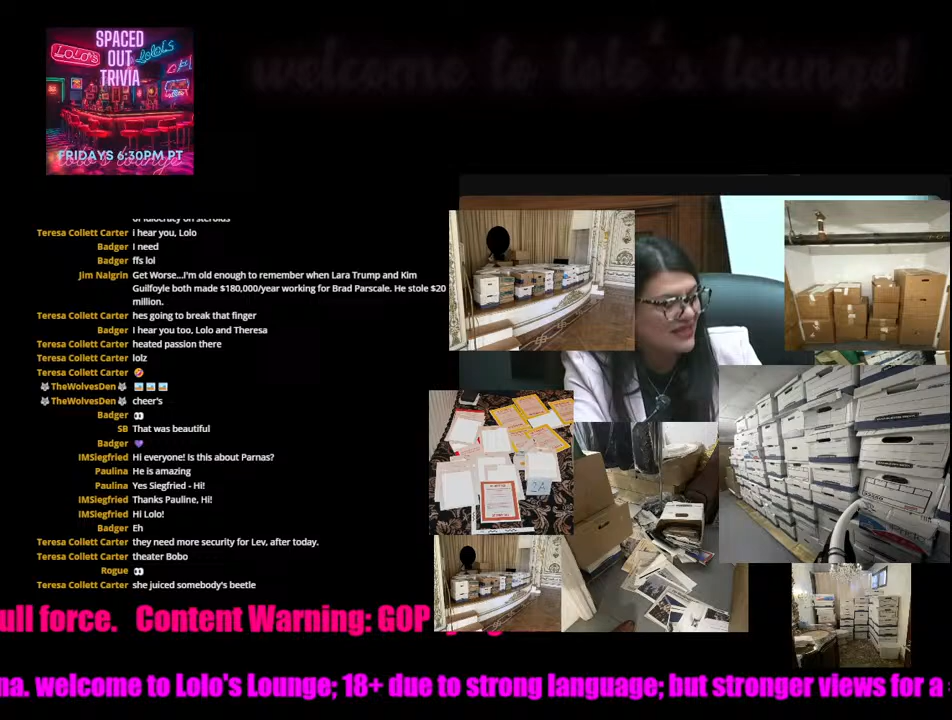 SPACED
OUT
TRIVIA
LOLO'S
FRIDAYS 6:30PM PT
lolo's lounge
welcome to lolo's lounge!
of idiocracy on steroids
Teresa Collett Carter i hear you, Lolo
Badger I need
Badger ffs lol
Jim Nalgrin Get Worse...I'm old enough to remember when Lara Trump and Kim
Guilfoyle both made $180,000/year working for Brad Parscale. He stole $20
million.
Teresa Collett Carter hes going to break that finger
Badger I hear you too, Lolo and Theresa
Teresa Collett Carter heated passion there
Teresa Collett Carter lolz
Teresa Collett Carter 🤣
🐺TheWolvesDen🐺
🐺TheWolvesDen🐺 cheer's
Badger 👀
SB That was beautiful
Badger 💜
IMSiegfried Hi everyone! Is this about Parnas?
Paulina He is amazing
Paulina Yes Siegfried - Hi!
IMSiegfried Thanks Pauline, Hi!
IMSiegfried Hi Lolo!
Badger Eh
Teresa Collett Carter they need more security for Lev, after today.
Teresa Collett Carter theater Bobo
Rogue 👀
Teresa Collett Carter she juiced somebody's beetle
2A
ull force. Content Warning: GOP
na. welcome to Lolo's Lounge; 18+ due to strong language; but stronger views for a